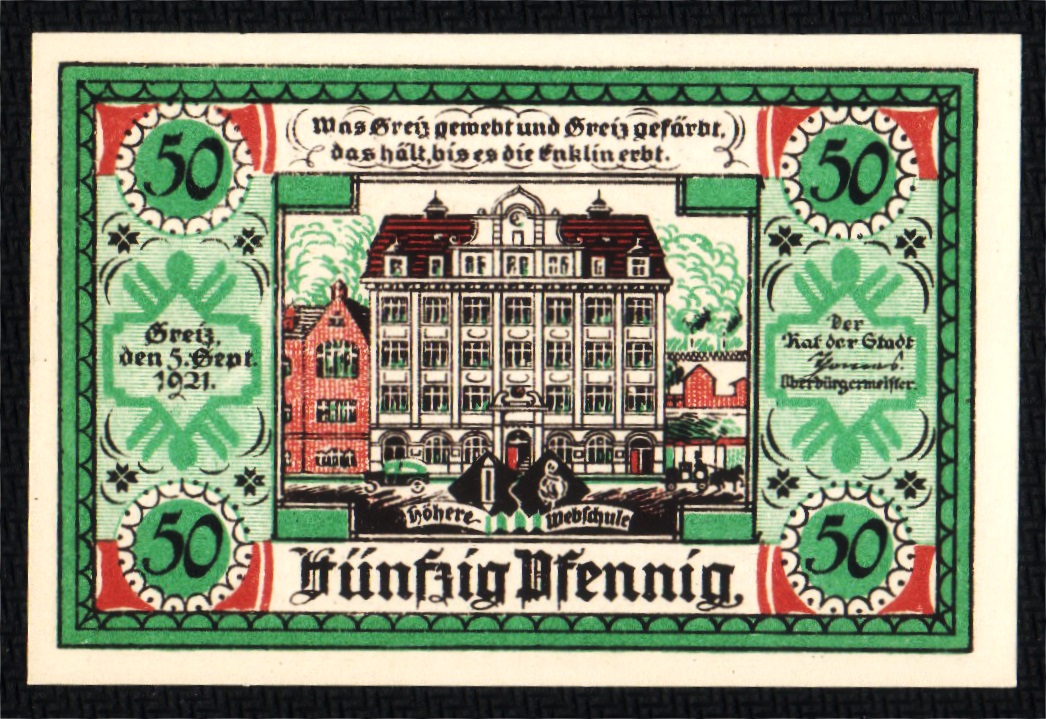 50
50
Was Greiz gewebt und Greiz gefärbt,
das hält, bis es die Enklin erbt.
Greiz,
den 5. Sept.
1921.
Der
Rat der Stadt
Thomas.
Oberbürgermeister.
Höhere Webschule
50
50
Fünfzig Pfennig.